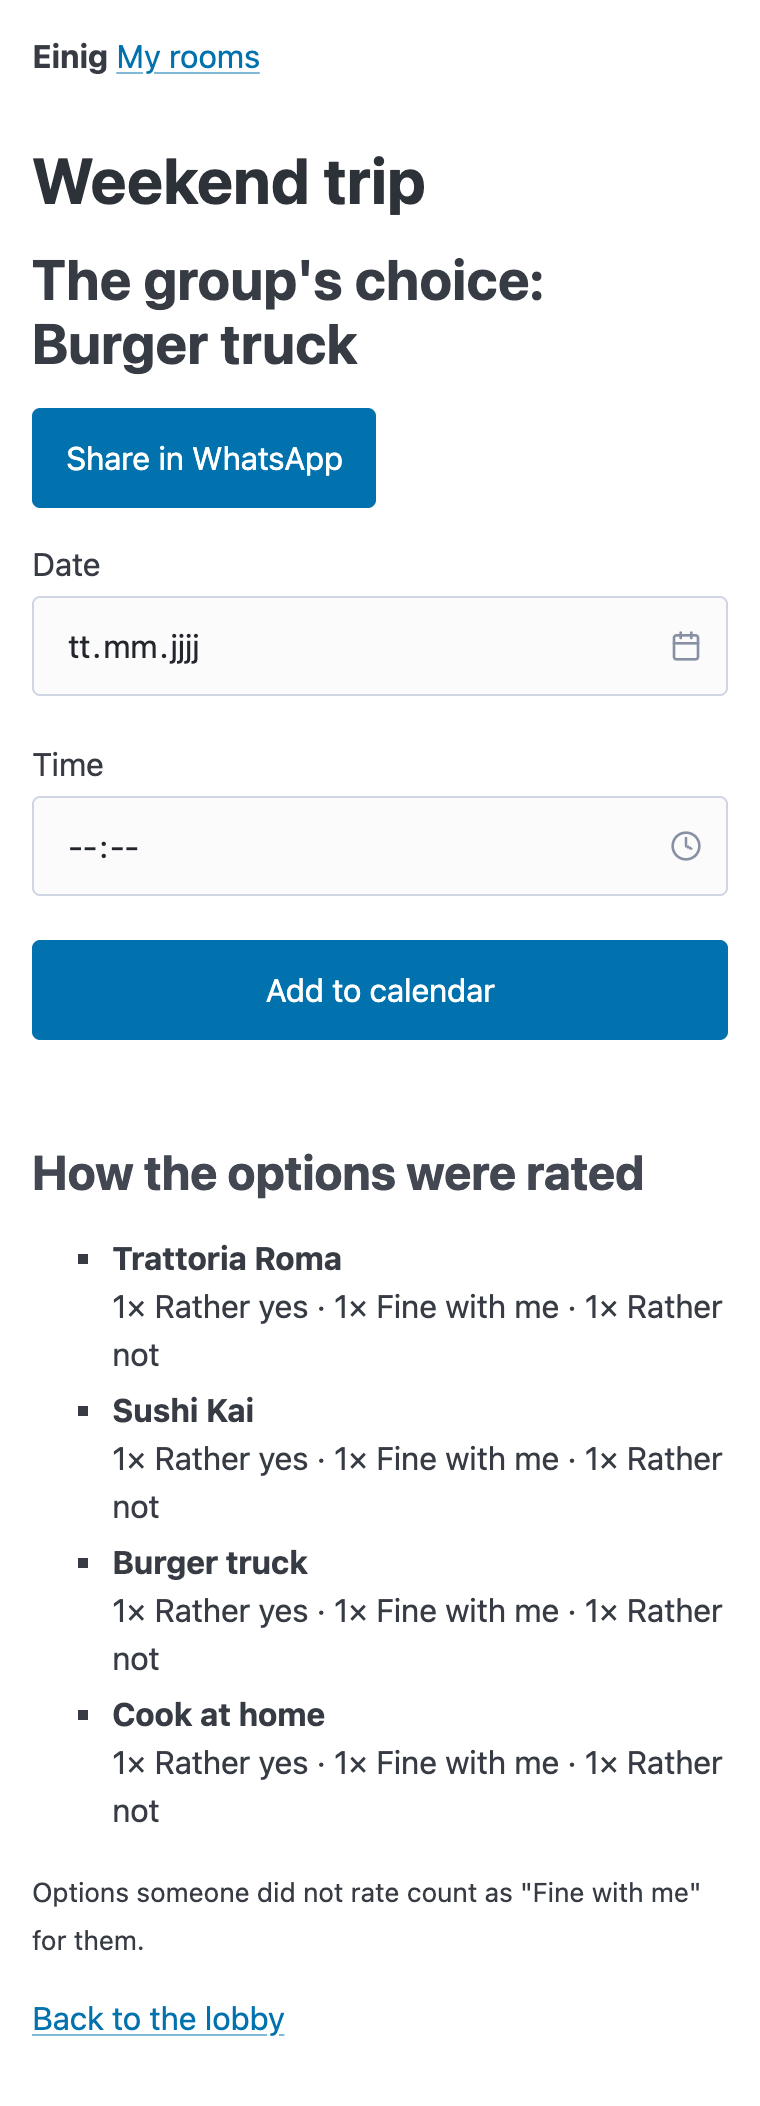 Einig My rooms
Weekend trip
The group's choice:
Burger truck
Share in WhatsApp
Date
tt.mm.jjjj
Time
--:--
Add to calendar
How the options were rated
Trattoria Roma
1× Rather yes · 1× Fine with me · 1× Rather
not
Sushi Kai
1× Rather yes · 1× Fine with me · 1× Rather
not
Burger truck
1× Rather yes · 1× Fine with me · 1× Rather
not
Cook at home
1× Rather yes · 1× Fine with me · 1× Rather
not
Options someone did not rate count as "Fine with me"
for them.
Back to the lobby